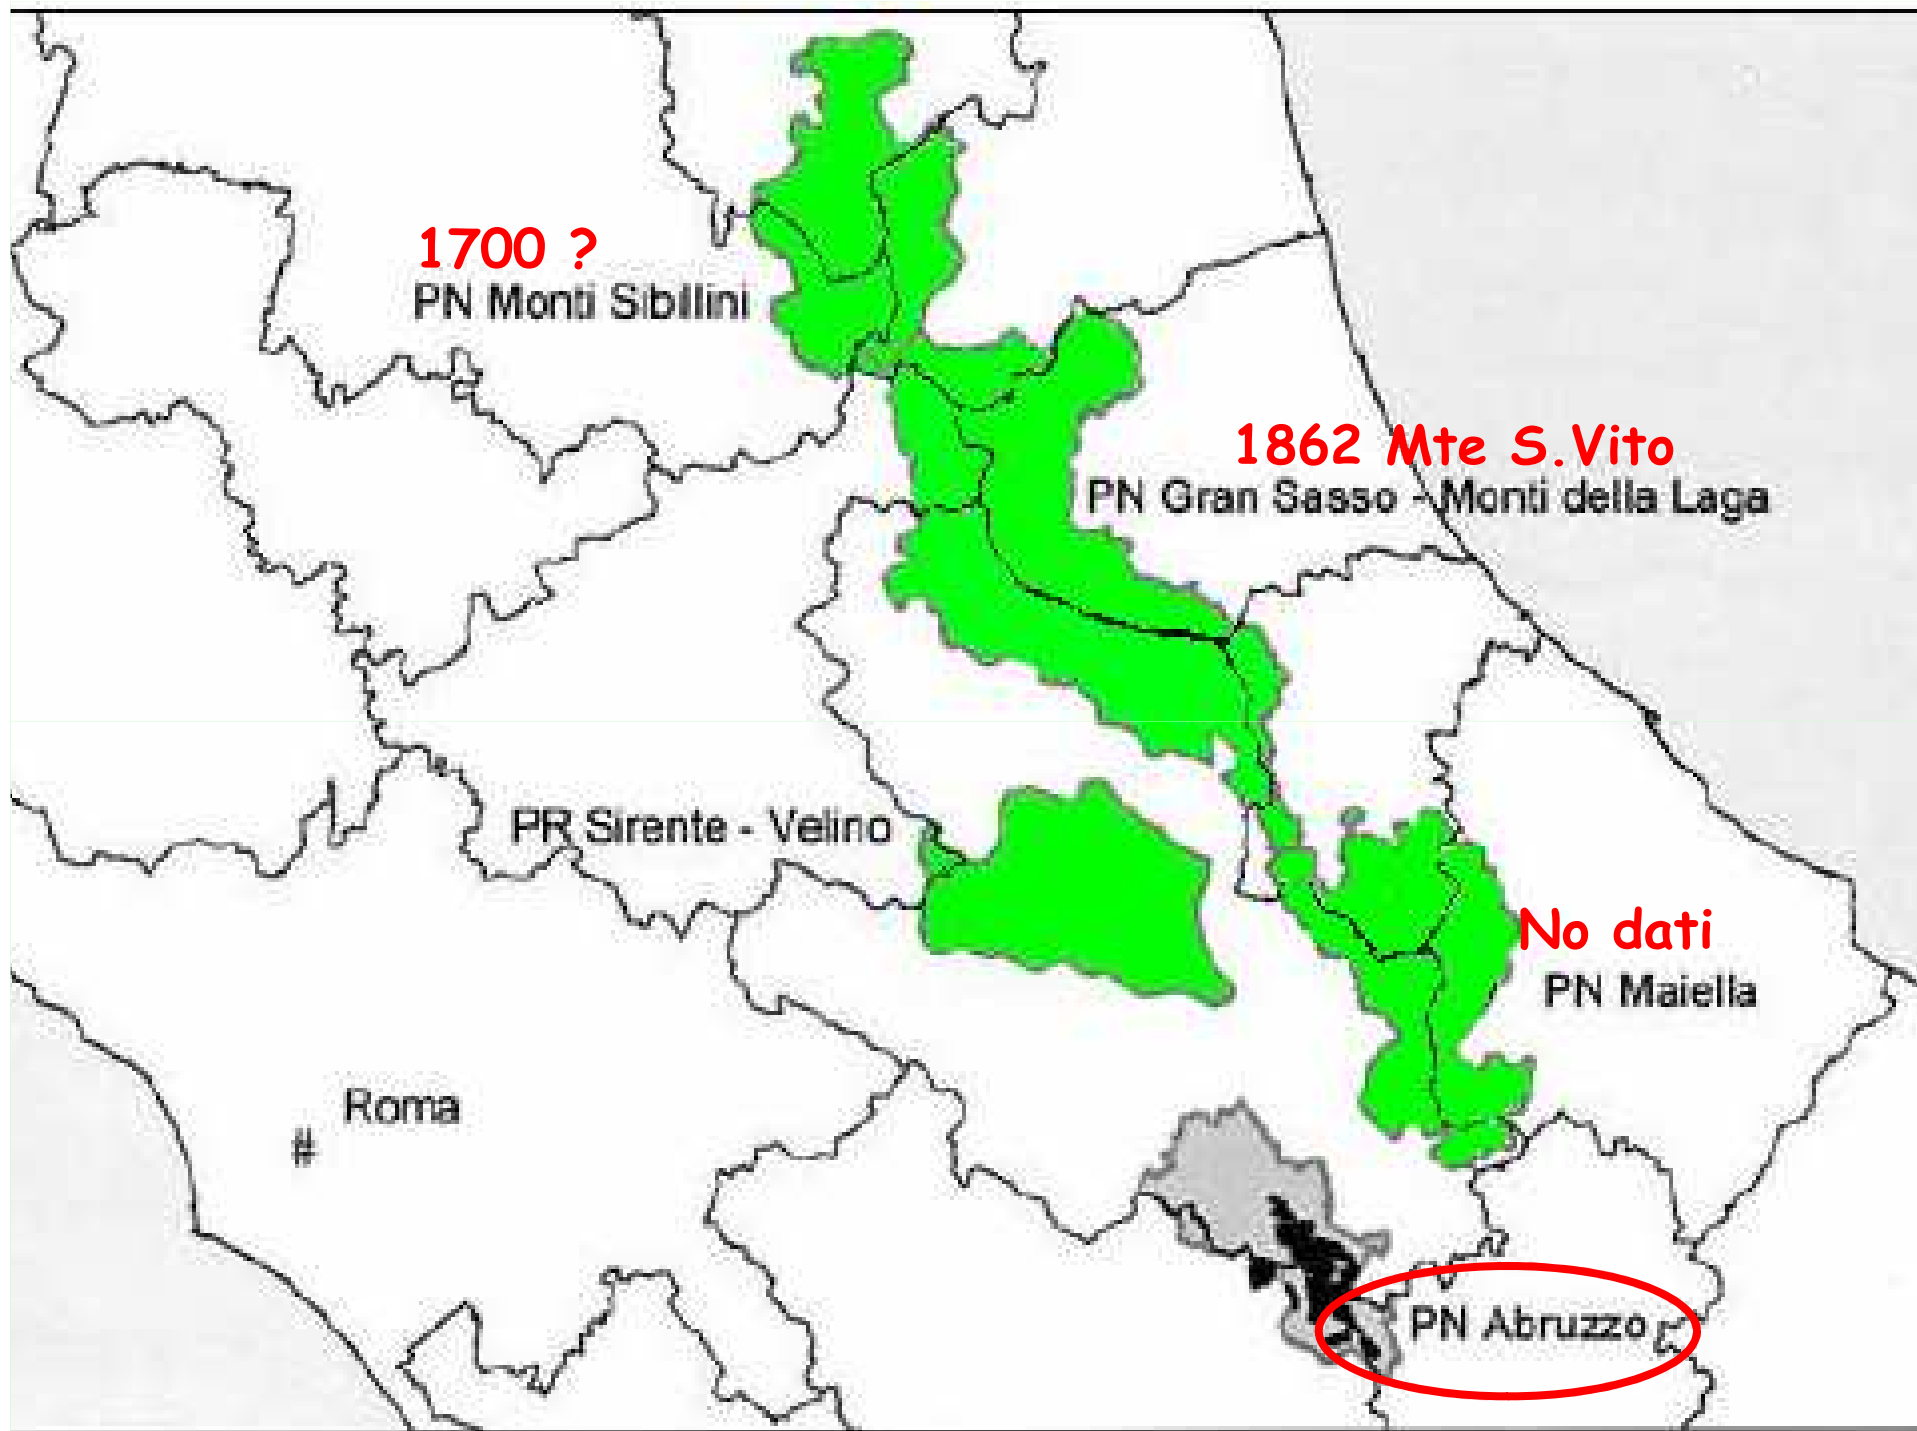 1700 ?
PN Monti Sibillini
1862 Mte S.Vito
PN Gran Sasso - Monti della Laga
PR Sirente - Velino
No dati
PN Maiella
Roma
#
PN Abruzzo